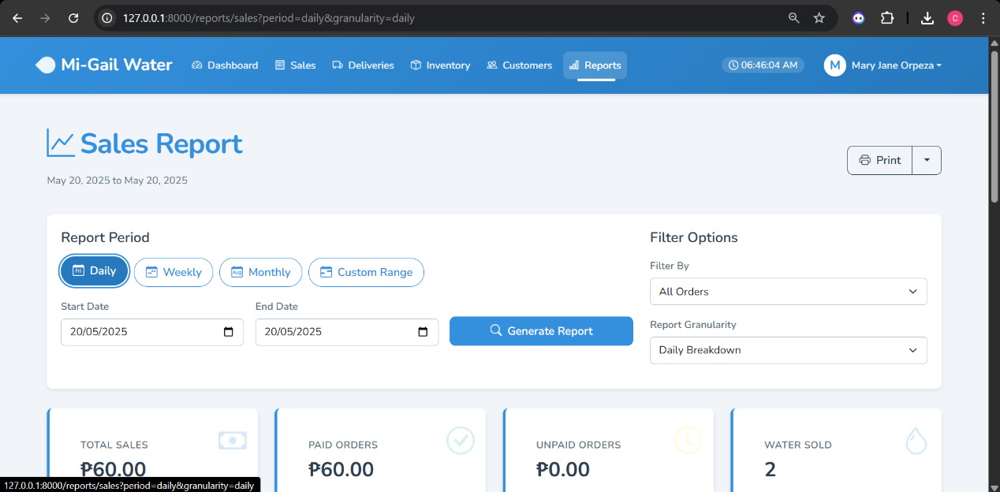 127.0.0.1:8000/reports/sales?period=daily&granularity=daily
C
Mi-Gail Water Dashboard Sales Deliveries Inventory Customers Reports 06:46:04 AM M Mary Jane Orpeza
Sales Report
Print
May 20, 2025 to May 20, 2025
Report Period
Fri Daily Weekly Aug Monthly Custom Range
Start Date End Date
20/05/2025 20/05/2025 Generate Report
Filter Options
Filter By
All Orders
Report Granularity
Daily Breakdown
TOTAL SALES
₱60.00
PAID ORDERS
₱60.00
UNPAID ORDERS
₱0.00
WATER SOLD
2
127.0.0.1:8000/reports/sales?period=daily&granularity=daily